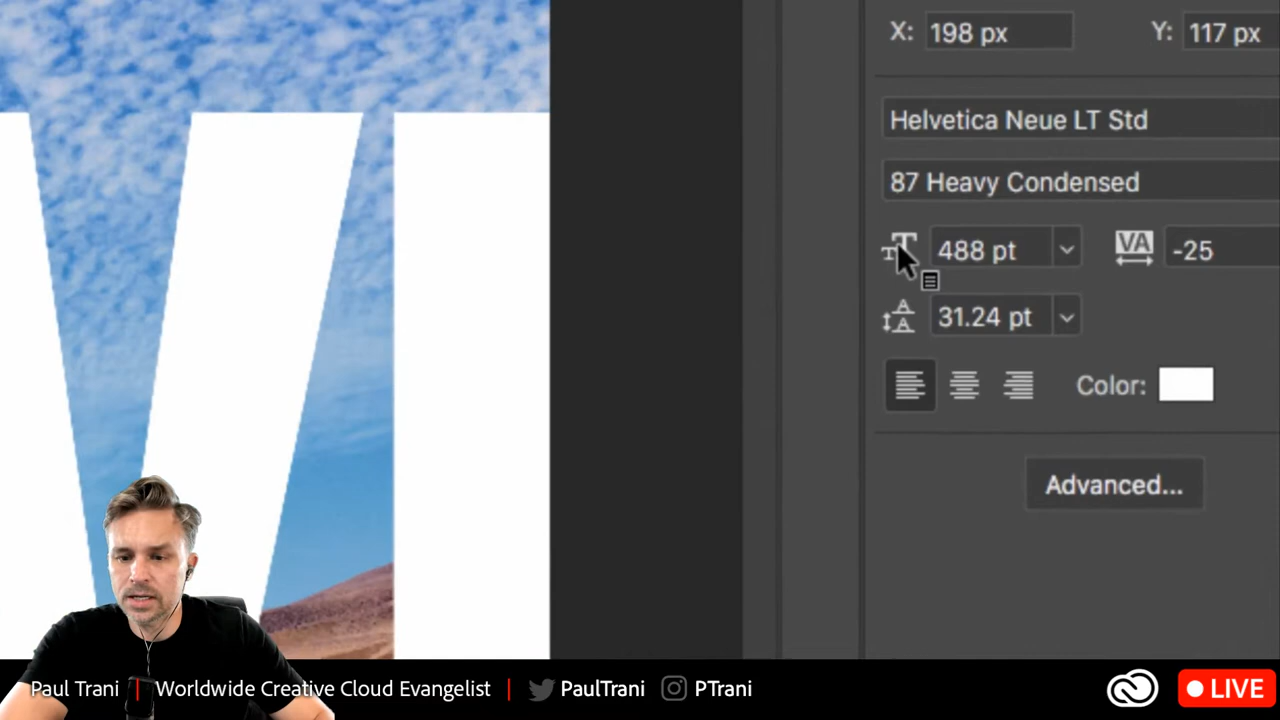 X: 198 px Y: 117 px
Helvetica Neue LT Std
87 Heavy Condensed
488 pt VA -25
31.24 pt
Color:
Advanced...
Paul Trani | Worldwide Creative Cloud Evangelist | PaulTrani PTrani LIVE